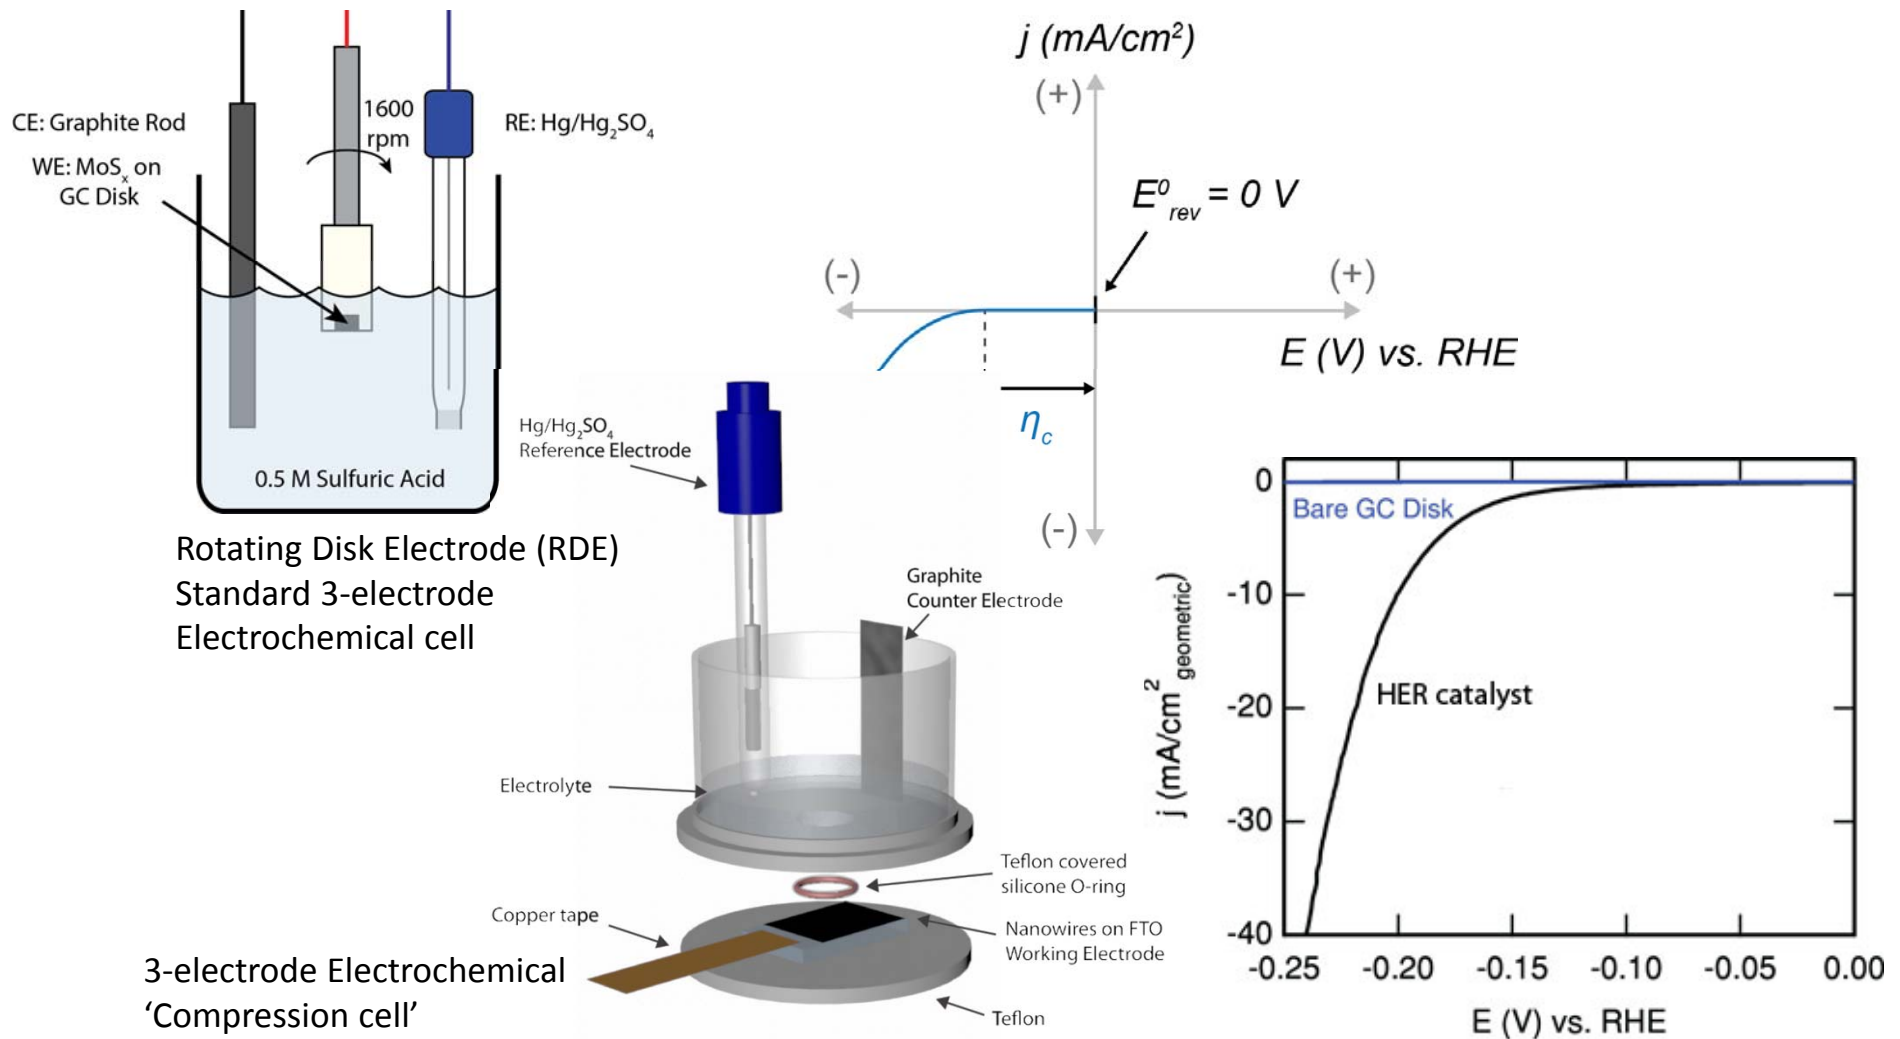 CE: Graphite Rod
WE: MoSₓ on
GC Disk
1600
rpm
RE: Hg/Hg₂SO₄
0.5 M Sulfuric Acid
Rotating Disk Electrode (RDE)
Standard 3-electrode
Electrochemical cell
j (mA/cm²)
(+)
E⁰rev = 0 V
(-)
(+)
E (V) vs. RHE
ηc
(-)
Hg/Hg₂SO₄
Reference Electrode
Graphite
Counter Electrode
Electrolyte
Teflon covered
silicone O-ring
Copper tape
Nanowires on FTO
Working Electrode
Teflon
3-electrode Electrochemical
‘Compression cell’
0
Bare GC Disk
-10
HER catalyst
-20
-30
-40
j (mA/cm²geometric)
-0.25 -0.20 -0.15 -0.10 -0.05 0.00
E (V) vs. RHE